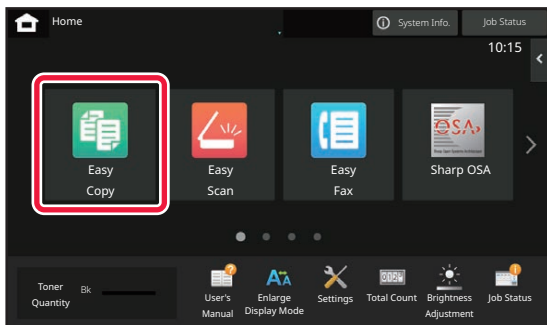 Home
System Info.
Job Status
10:15
Easy
Copy
Easy
Scan
Easy
Fax
OSA
Sharp OSA
Toner
Quantity
Bk
User's
Manual
Enlarge
Display Mode
Settings
Total Count
Brightness
Adjustment
Job Status